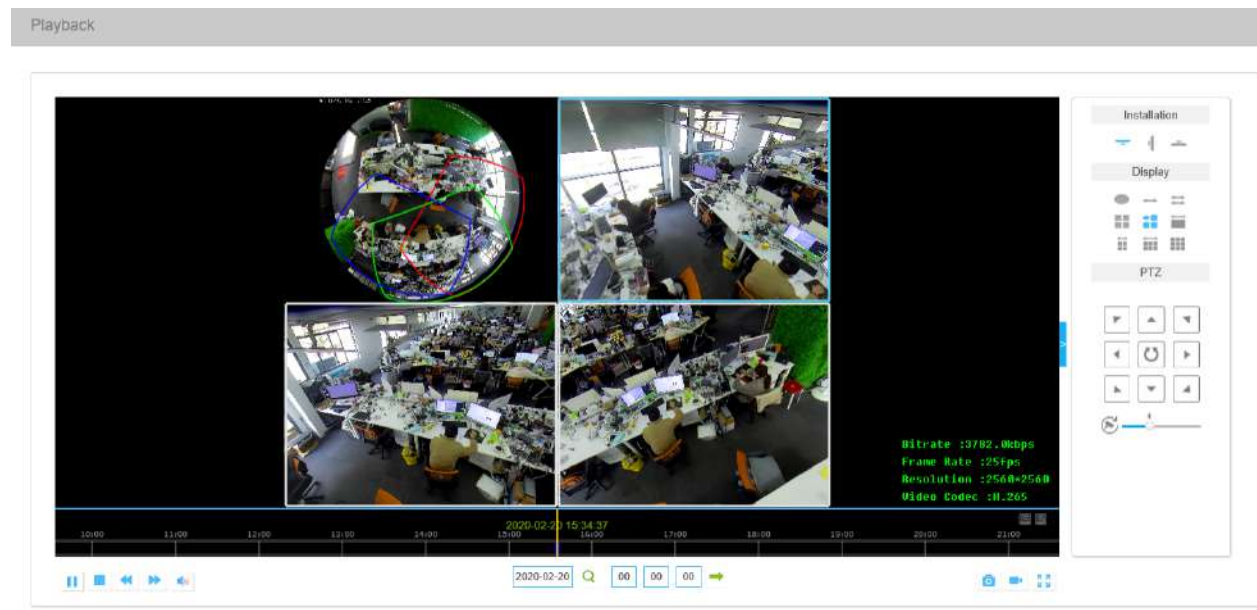 Playback
Installation
Display
PTZ
Bitrate :3782.0kbps
Frame Rate :25fps
Resolution :2560*2560
Video Codec :H.265
2020-02-20 15:34:37
10:00 11:00 12:00 13:00 14:00 15:00 16:00 17:00 18:00 19:00 20:00 21:00
2020-02-20 00 00 00